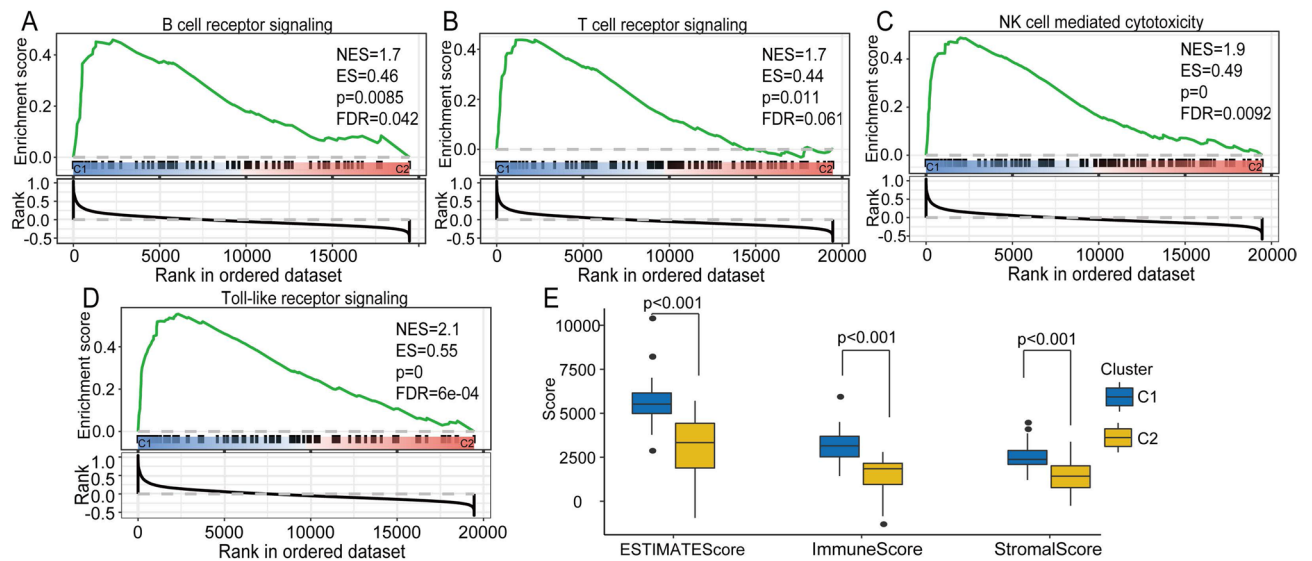 A
B cell receptor signaling
Enrichment score
0.4
0.2
0.0
NES=1.7
ES=0.46
p=0.0085
FDR=0.042
C1
C2
Rank
1.0
0.5
0.0
-0.5
0
5000
10000
15000
20000
Rank in ordered dataset
B
T cell receptor signaling
Enrichment score
0.4
0.2
0.0
NES=1.7
ES=0.44
p=0.011
FDR=0.061
C1
C2
Rank
1.0
0.5
0.0
-0.5
0
5000
10000
15000
20000
Rank in ordered dataset
C
NK cell mediated cytotoxicity
Enrichment score
0.4
0.2
0.0
NES=1.9
ES=0.49
p=0
FDR=0.0092
C1
C2
Rank
1.0
0.5
0.0
-0.5
0
5000
10000
15000
20000
Rank in ordered dataset
D
Toll-like receptor signaling
Enrichment score
0.4
0.2
0.0
NES=2.1
ES=0.55
p=0
FDR=6e-04
C1
C2
Rank
1.0
0.5
0.0
-0.5
0
5000
10000
15000
20000
Rank in ordered dataset
E
Score
10000
7500
5000
2500
0
p<0.001
p<0.001
p<0.001
ESTIMATEScore
ImmuneScore
StromalScore
Cluster
C1
C2